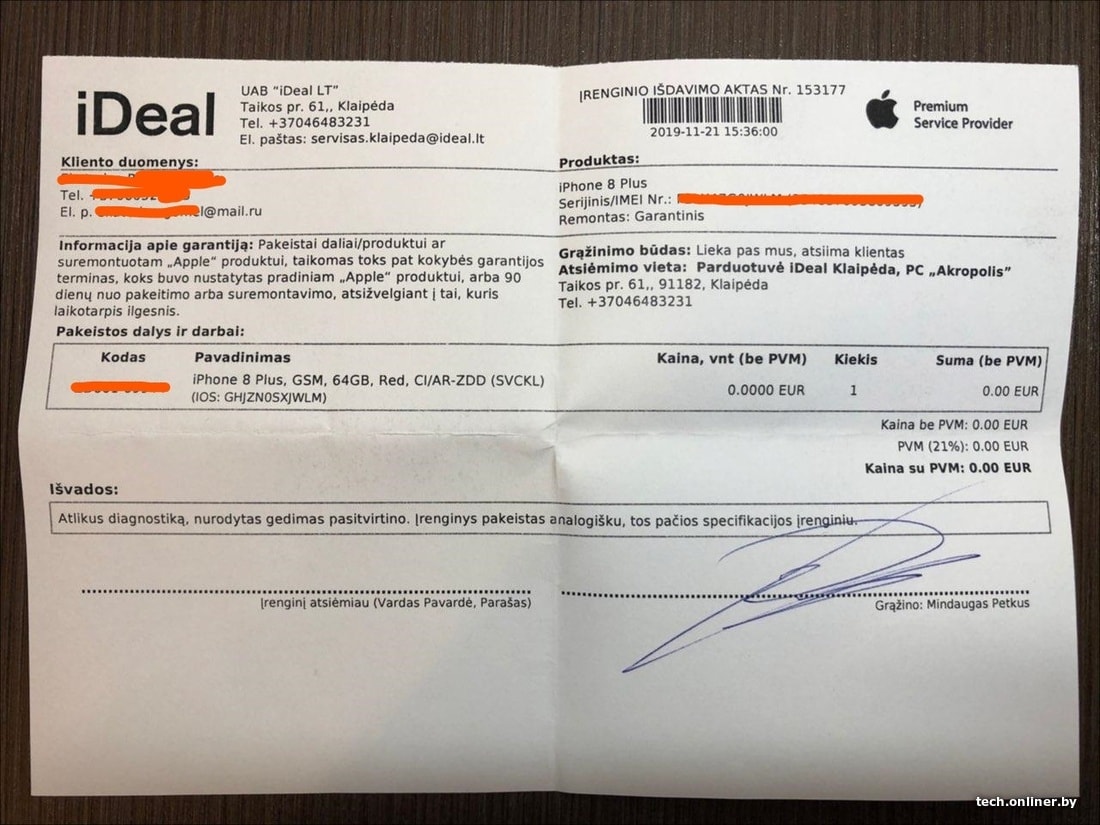 iDeal
UAB "iDeal LT"
Taikos pr. 61,, Klaipėda
Tel. +37046483231
El. paštas: servisas.klaipeda@ideal.lt
ĮRENGINIO IŠDAVIMO AKTAS Nr. 153177
2019-11-21 15:36:00
Premium
Service Provider
Kliento duomenys:
Tel.
El. p. l@mail.ru
Produktas:
iPhone 8 Plus
Serijinis/IMEI Nr.:
Remontas: Garantinis
Informacija apie garantiją: Pakeistai daliai/produktui ar
suremontuotam „Apple” produktui, taikomas toks pat kokybės garantijos
terminas, koks buvo nustatytas pradiniam „Apple” produktui, arba 90
dienų nuo pakeitimo arba suremontavimo, atsižvelgiant į tai, kuris
laikotarpis ilgesnis.
Grąžinimo būdas: Lieka pas mus, atsiima klientas
Atsiėmimo vieta: Parduotuvė iDeal Klaipėda, PC „Akropolis”
Taikos pr. 61,, 91182, Klaipėda
Tel. +37046483231
Pakeistos dalys ir darbai:
Kodas Pavadinimas Kaina, vnt (be PVM) Kiekis Suma (be PVM)
iPhone 8 Plus, GSM, 64GB, Red, CI/AR-ZDD (SVCKL) 0.0000 EUR 1 0.00 EUR
(IOS: GHJZN0SXJWLM)
Kaina be PVM: 0.00 EUR
PVM (21%): 0.00 EUR
Kaina su PVM: 0.00 EUR
Išvados:
Atlikus diagnostiką, nurodytas gedimas pasitvirtino. Įrenginys pakeistas analogišku, tos pačios specifikacijos įrenginiu.
Įrenginį atsiėmiau (Vardas Pavardė, Parašas)
Grąžino: Mindaugas Petkus
tech.onliner.by